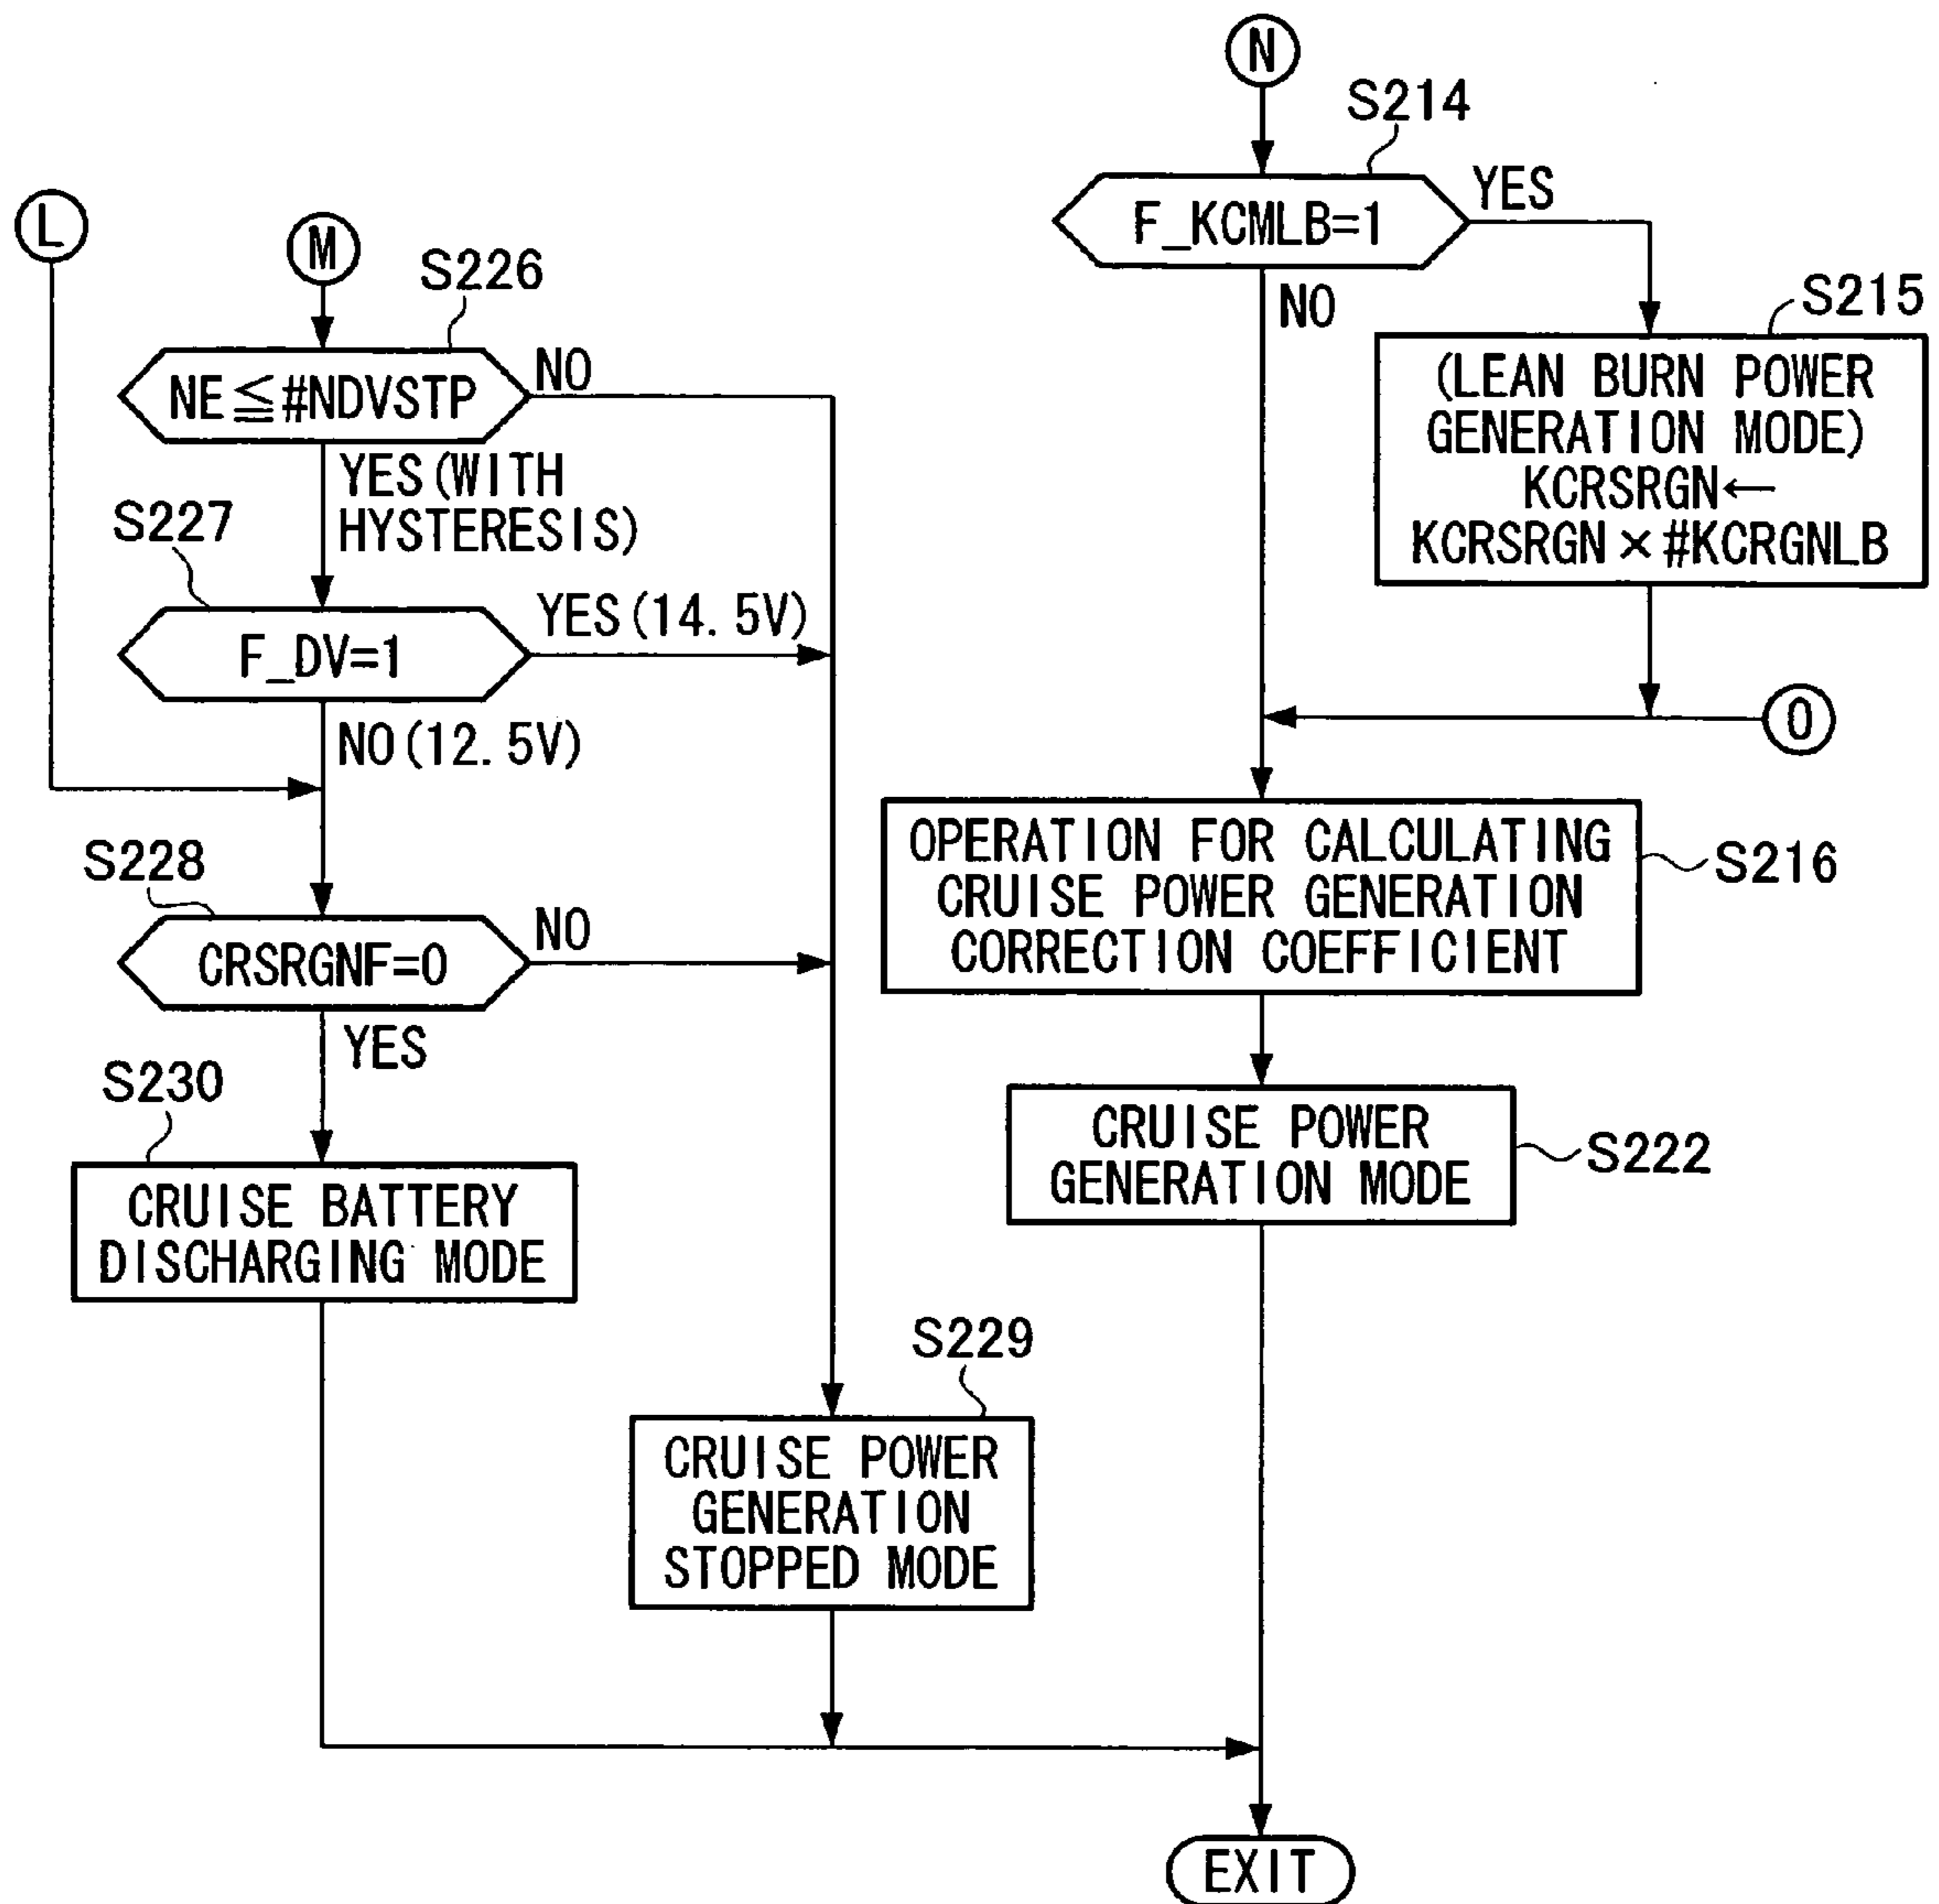 N
S214
F_KCMLB=1
YES
NO
S215
(LEAN BURN POWER
GENERATION MODE)
KCRSRGN←
KCRSRGN×#KCRGNLB
O
OPERATION FOR CALCULATING
CRUISE POWER GENERATION
CORRECTION COEFFICIENT
S216
CRUISE POWER
GENERATION MODE
S222
L
M
S226
NE≦#NDVSTP
NO
YES(WITH
HYSTERESIS)
S227
F_DV=1
YES(14.5V)
NO(12.5V)
S228
CRSRGNF=0
NO
YES
S230
CRUISE BATTERY
DISCHARGING MODE
S229
CRUISE POWER
GENERATION
STOPPED MODE
EXIT